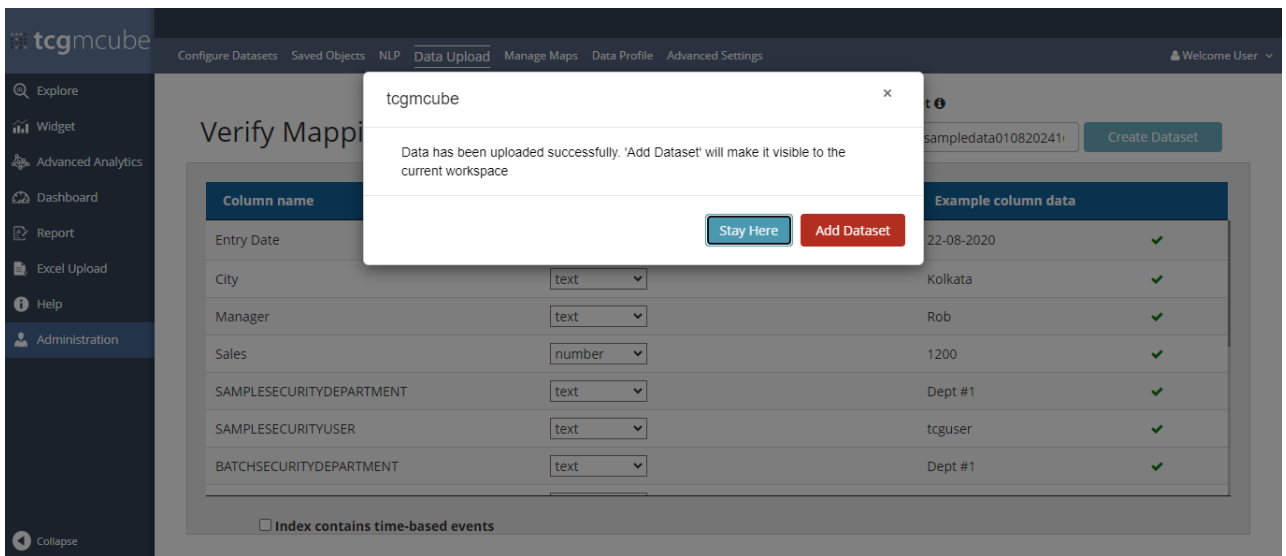 tcgmcube
Configure Datasets Saved Objects NLP Data Upload Manage Maps Data Profile Advanced Settings
Welcome User
Explore
Widget
Advanced Analytics
Dashboard
Report
Excel Upload
Help
Administration
Collapse
tcgmcube
×
Data has been uploaded successfully. 'Add Dataset' will make it visible to the
current workspace
Stay Here Add Dataset
Verify Mappi
sampledata010820241 Create Dataset
Column name Example column data
Entry Date 22-08-2020
City text Kolkata
Manager text Rob
Sales number 1200
SAMPLESECURITYDEPARTMENT text Dept #1
SAMPLESECURITYUSER text tcguser
BATCHSECURITYDEPARTMENT text Dept #1
Index contains time-based events